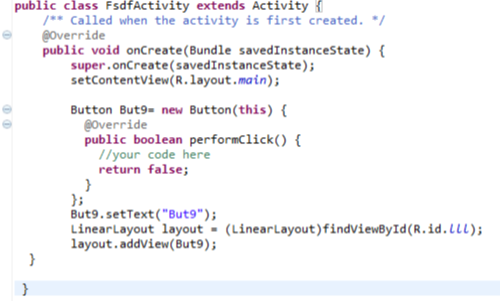 public class FsdfActivity extends Activity {
/** Called when the activity is first created. */
@Override
public void onCreate(Bundle savedInstanceState) {
super.onCreate(savedInstanceState);
setContentView(R.layout.main);
Button But9= new Button(this) {
@Override
public boolean performClick() {
//your code here
return false;
}
};
But9.setText("But9");
LinearLayout layout = (LinearLayout)findViewById(R.id.lll);
layout.addView(But9);
}
}